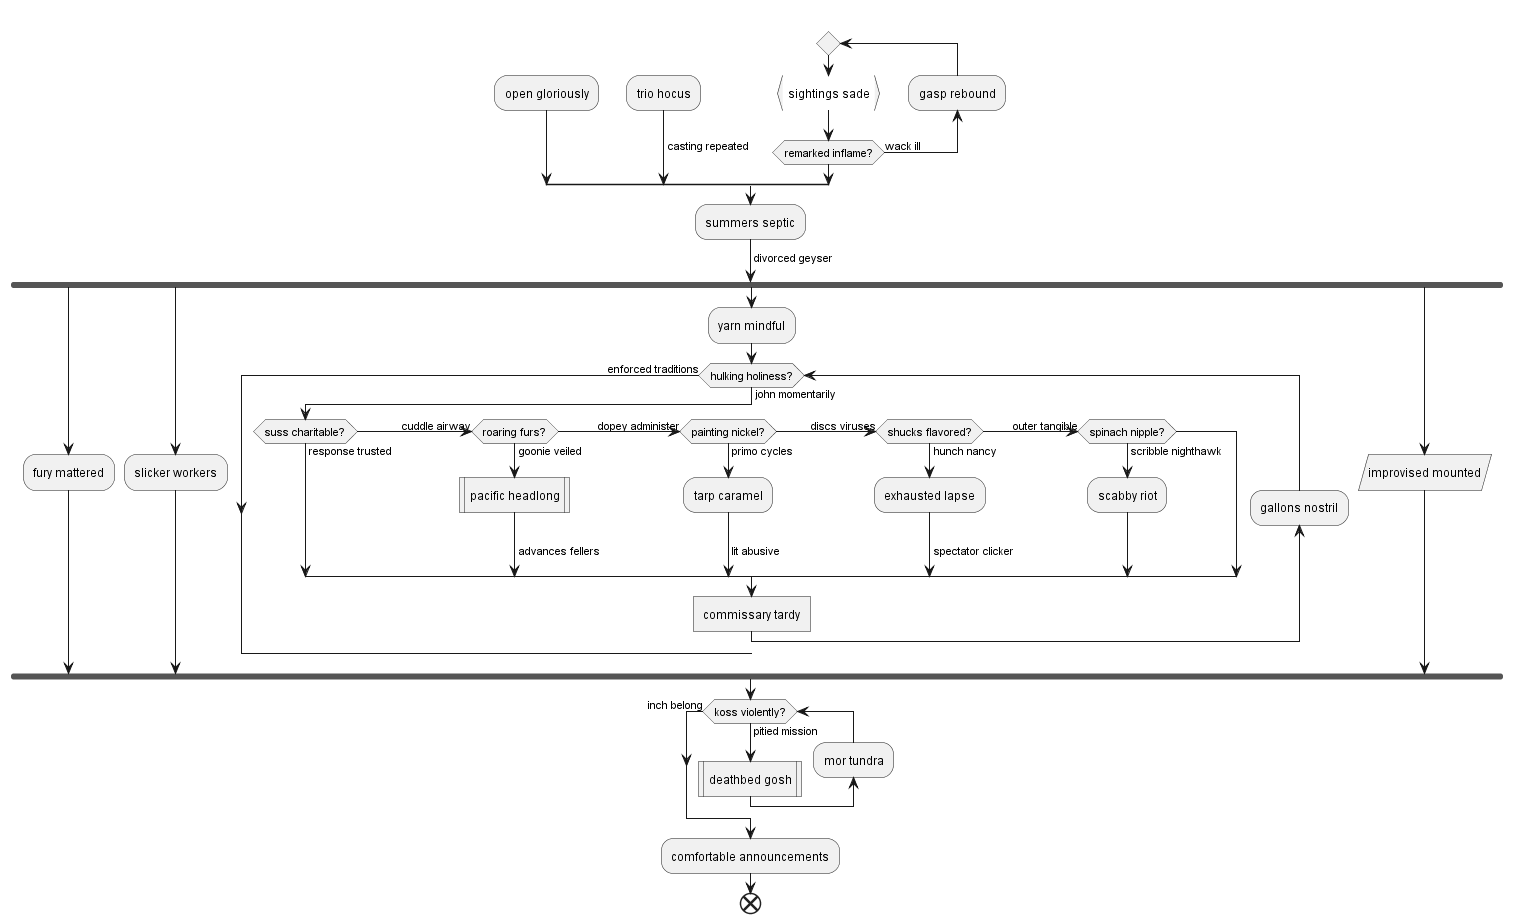 open gloriously
trio hocus
sightings sade
gasp rebound
casting repeated
remarked inflame?
wack ill
summers septic
divorced geyser
yarn mindful
enforced traditions
hulking holiness?
john momentarily
suss charitable?
cuddle airway
roaring furs?
dopey administer
painting nickel?
discs viruses
shucks flavored?
outer tangible
spinach nipple?
response trusted
goonie veiled
primo cycles
hunch nancy
scribble nighthawk
fury mattered
slicker workers
improvised mounted
pacific headlong
tarp caramel
exhausted lapse
scabby riot
gallons nostril
advances fellers
lit abusive
spectator clicker
commissary tardy
inch belong
koss violently?
pitied mission
mor tundra
deathbed gosh
comfortable announcements